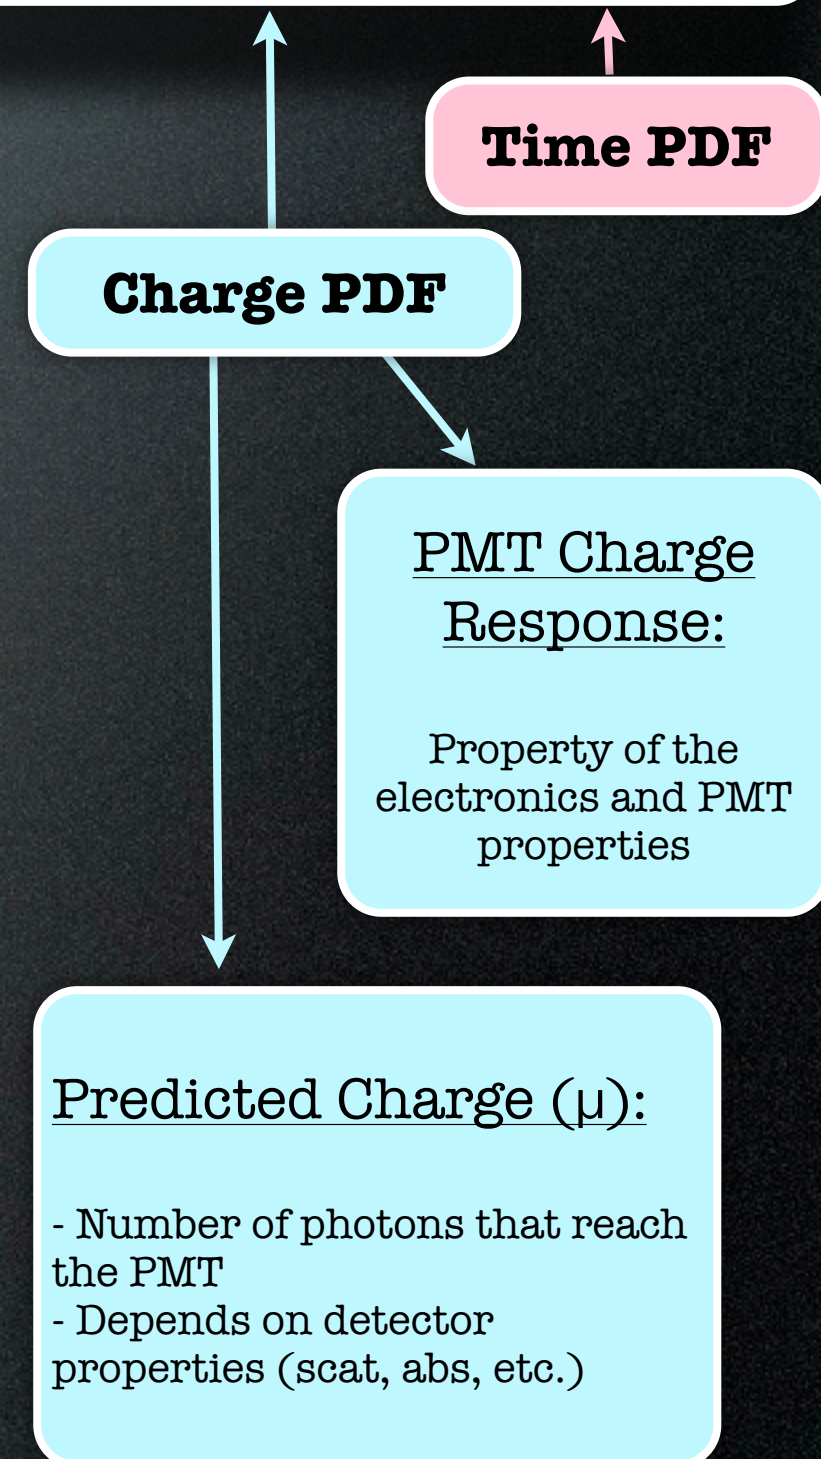 Time PDF
Charge PDF
PMT Charge
Response:
Property of the
electronics and PMT
properties
Predicted Charge (μ):
- Number of photons that reach
the PMT
- Depends on detector
properties (scat, abs, etc.)